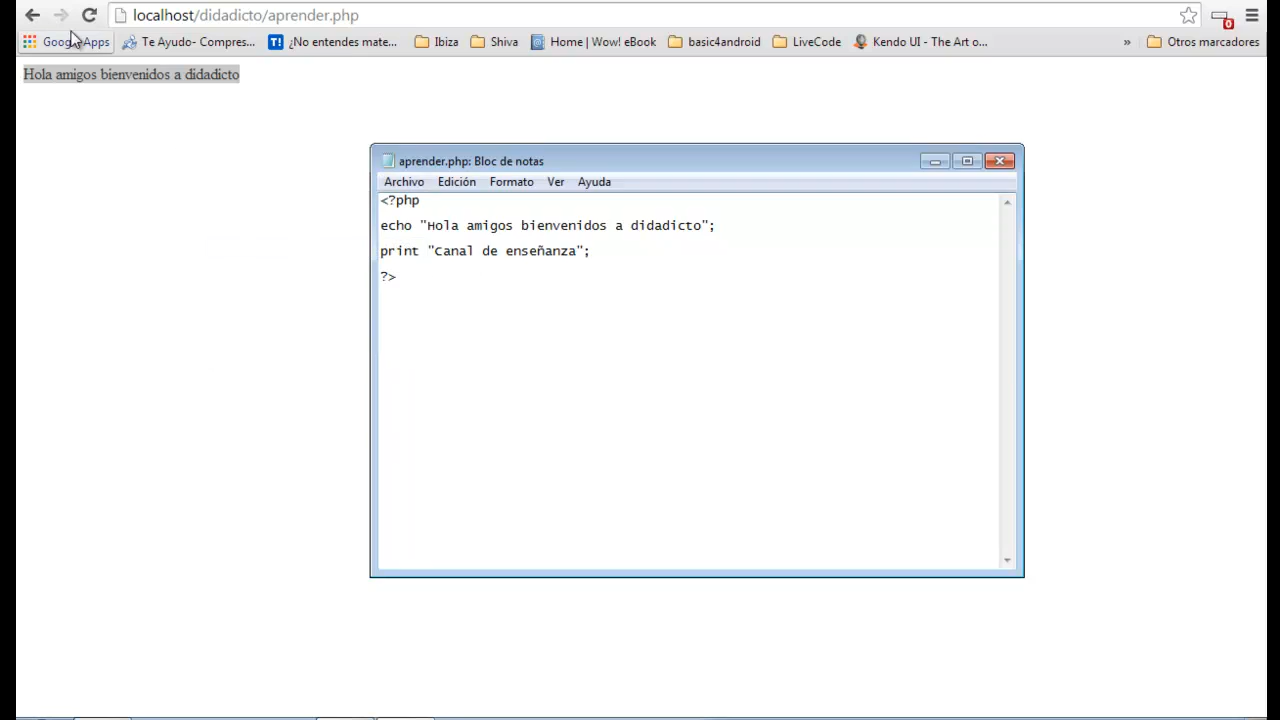 localhost/didadicto/aprender.php
Google Apps Te Ayudo- Compres... T! ¿No entendes mate... Ibiza Shiva Home | Wow! eBook basic4android LiveCode Kendo UI - The Art o... » Otros marcadores
0
Hola amigos bienvenidos a didadicto
aprender.php: Bloc de notas
Archivo Edición Formato Ver Ayuda
<?php
echo "Hola amigos bienvenidos a didadicto";
print "Canal de enseñanza";
?>